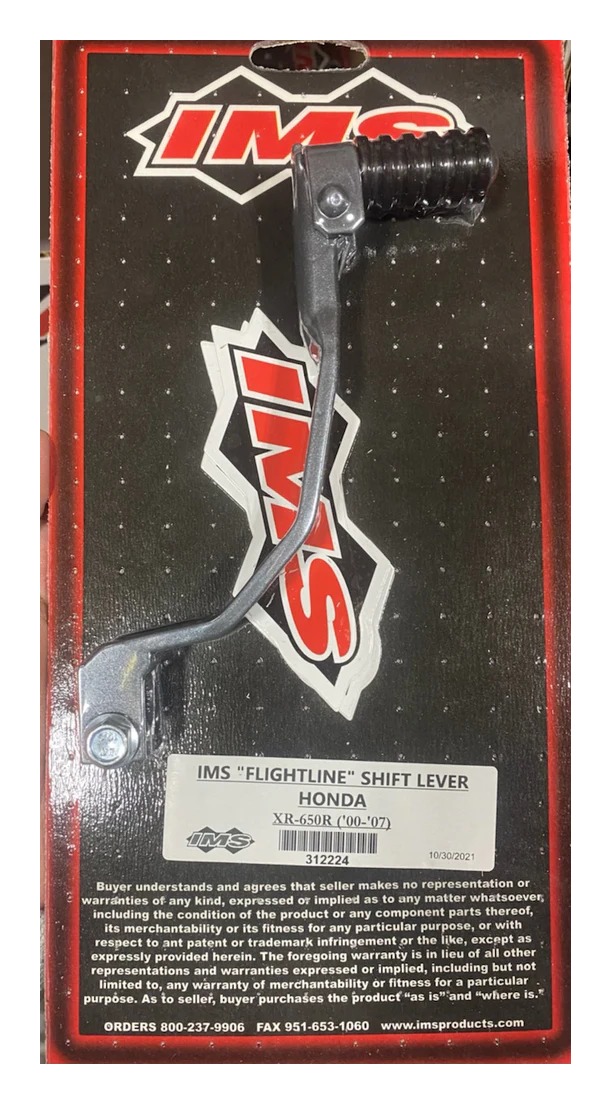 IMS
IMS
IMS "FLIGHTLINE" SHIFT LEVER
HONDA
XR-650R ('00-'07)
IMS
312224
10/30/2021
Buyer understands and agrees that seller makes no representation or
warranties of any kind, expressed or implied as to any matter whatsoever,
including the condition of the product or any component parts thereof,
its merchantability or its fitness for any particular purpose, or with
respect to ant patent or trademark infringement or the like, except as
expressly provided herein. The foregoing warranty is in lieu of all other
representations and warranties expressed or implied, including but not
limited to, any warranty of merchantability or fitness for a particular
purpose. As to seller, buyer purchases the product "as is" and "where is."
ORDERS 800-237-9906 FAX 951-653-1060 www.imsproducts.com